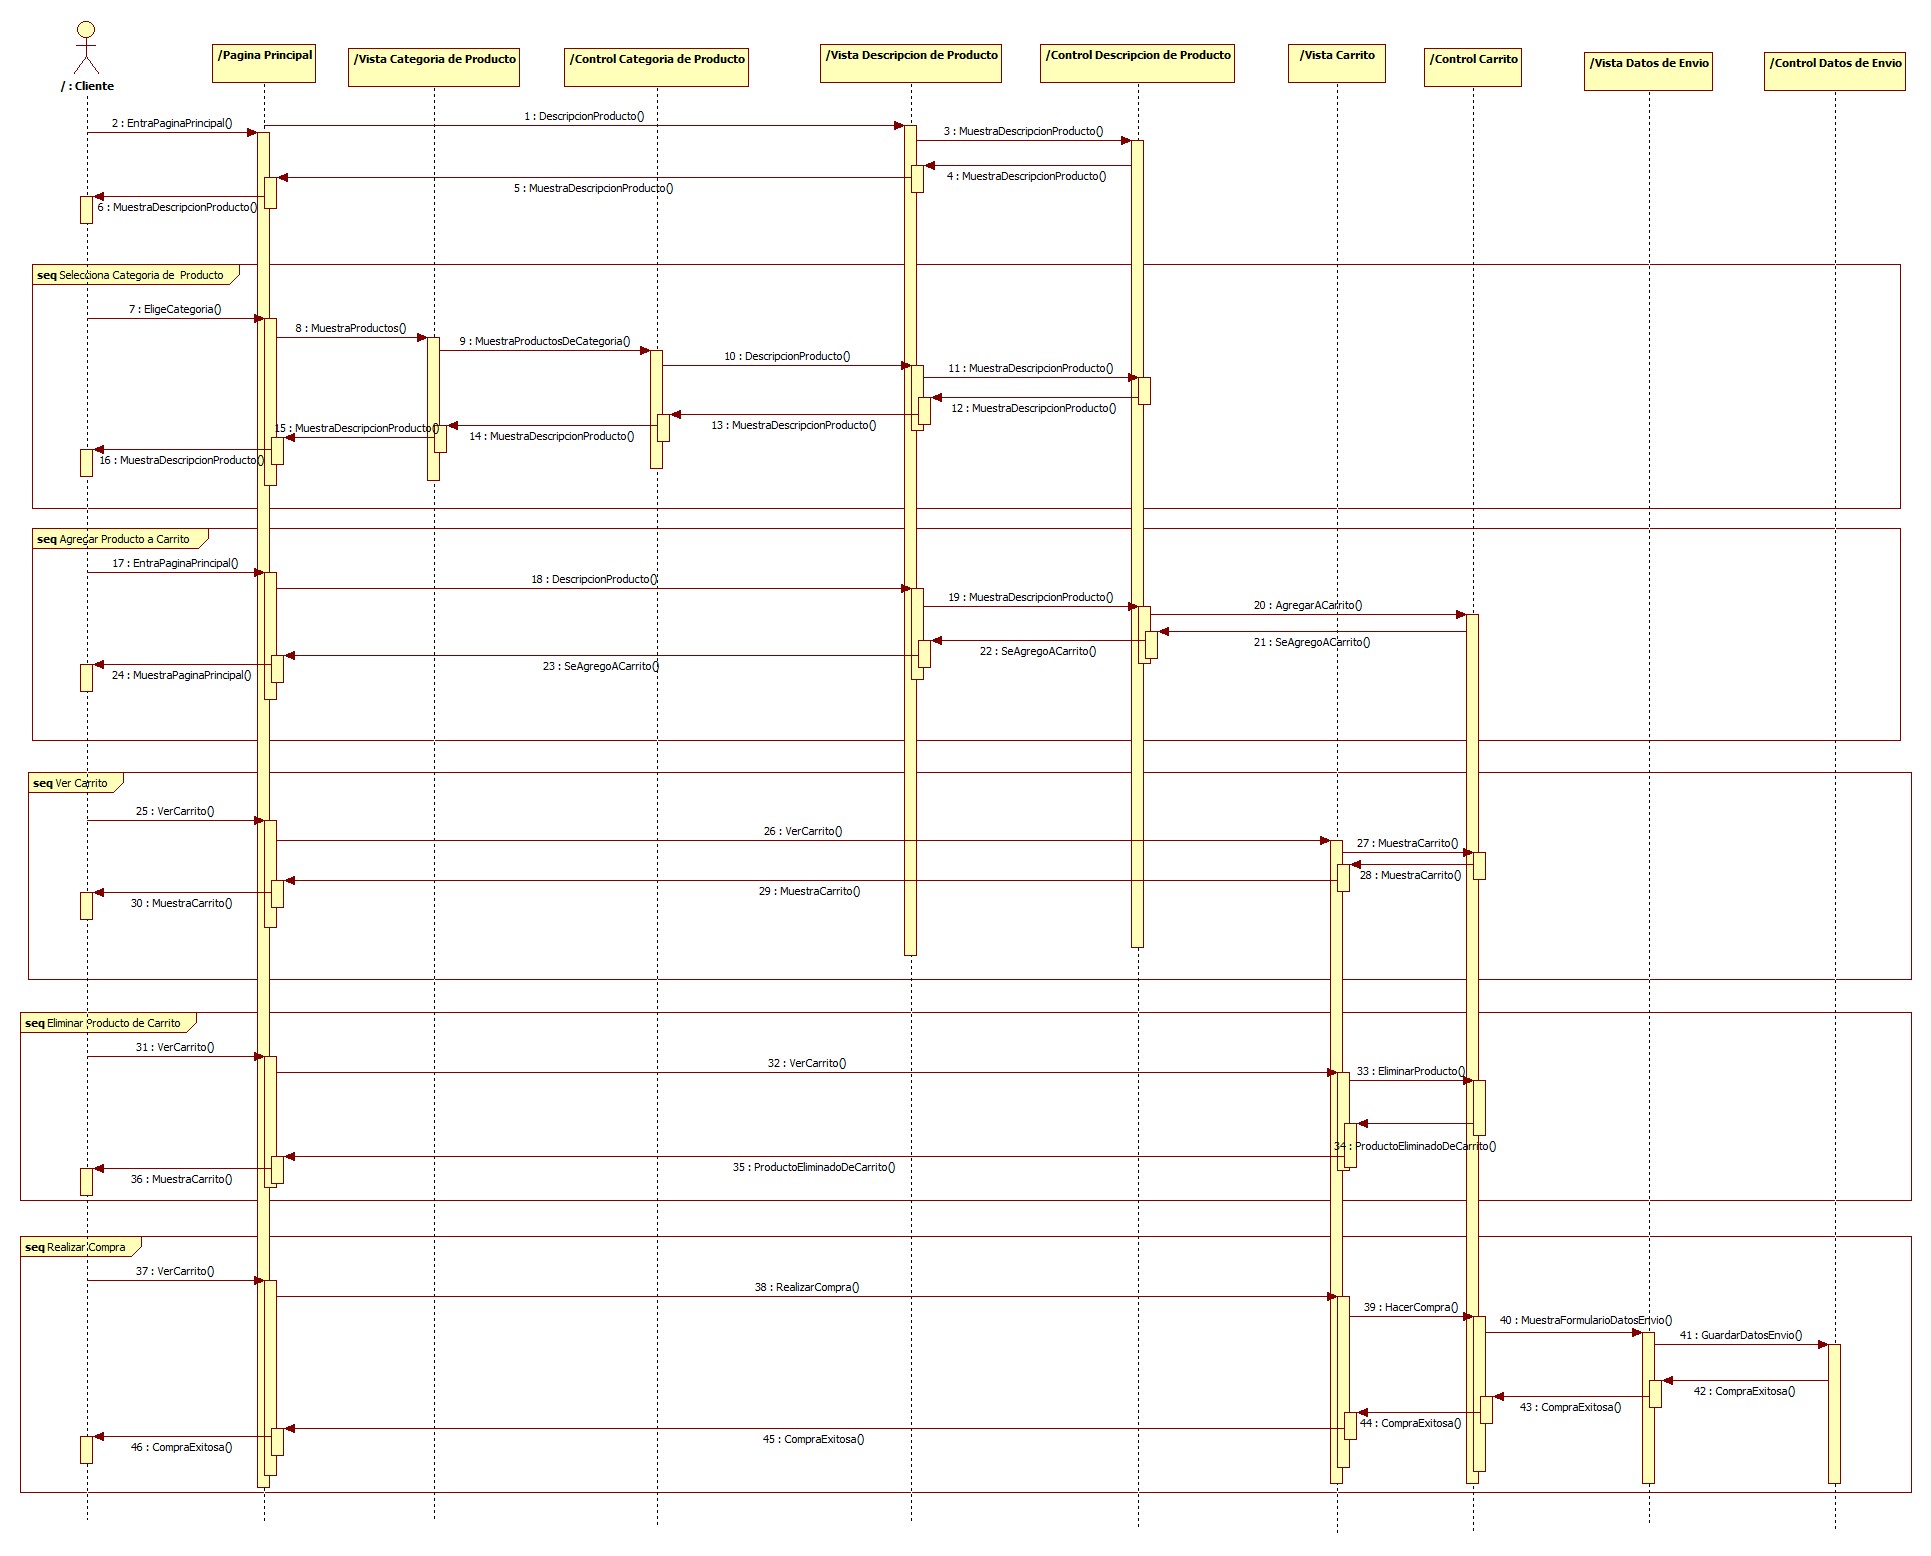 / : Cliente
/Pagina Principal
/Vista Categoria de Producto
/Control Categoria de Producto
/Vista Descripcion de Producto
/Control Descripcion de Producto
/Vista Carrito
/Control Carrito
/Vista Datos de Envio
/Control Datos de Envio
1 : DescripcionProducto()
2 : EntraPaginaPrincipal()
3 : MuestraDescripcionProducto()
4 : MuestraDescripcionProducto()
5 : MuestraDescripcionProducto()
6 : MuestraDescripcionProducto()
seq Selecciona Categoria de Producto
7 : EligeCategoria()
8 : MuestraProductos()
9 : MuestraProductosDeCategoria()
10 : DescripcionProducto()
11 : MuestraDescripcionProducto()
12 : MuestraDescripcionProducto()
13 : MuestraDescripcionProducto()
14 : MuestraDescripcionProducto()
15 : MuestraDescripcionProducto()
16 : MuestraDescripcionProducto()
seq Agregar Producto a Carrito
17 : EntraPaginaPrincipal()
18 : DescripcionProducto()
19 : MuestraDescripcionProducto()
20 : AgregarACarrito()
21 : SeAgregoACarrito()
22 : SeAgregoACarrito()
23 : SeAgregoACarrito()
24 : MuestraPaginaPrincipal()
seq Ver Carrito
25 : VerCarrito()
26 : VerCarrito()
27 : MuestraCarrito()
28 : MuestraCarrito()
29 : MuestraCarrito()
30 : MuestraCarrito()
seq Eliminar Producto de Carrito
31 : VerCarrito()
32 : VerCarrito()
33 : EliminarProducto()
34 : ProductoEliminadoDeCarrito()
35 : ProductoEliminadoDeCarrito()
36 : MuestraCarrito()
seq Realizar Compra
37 : VerCarrito()
38 : RealizarCompra()
39 : HacerCompra()
40 : MuestraFormularioDatosEnvio()
41 : GuardarDatosEnvio()
42 : CompraExitosa()
43 : CompraExitosa()
44 : CompraExitosa()
45 : CompraExitosa()
46 : CompraExitosa()